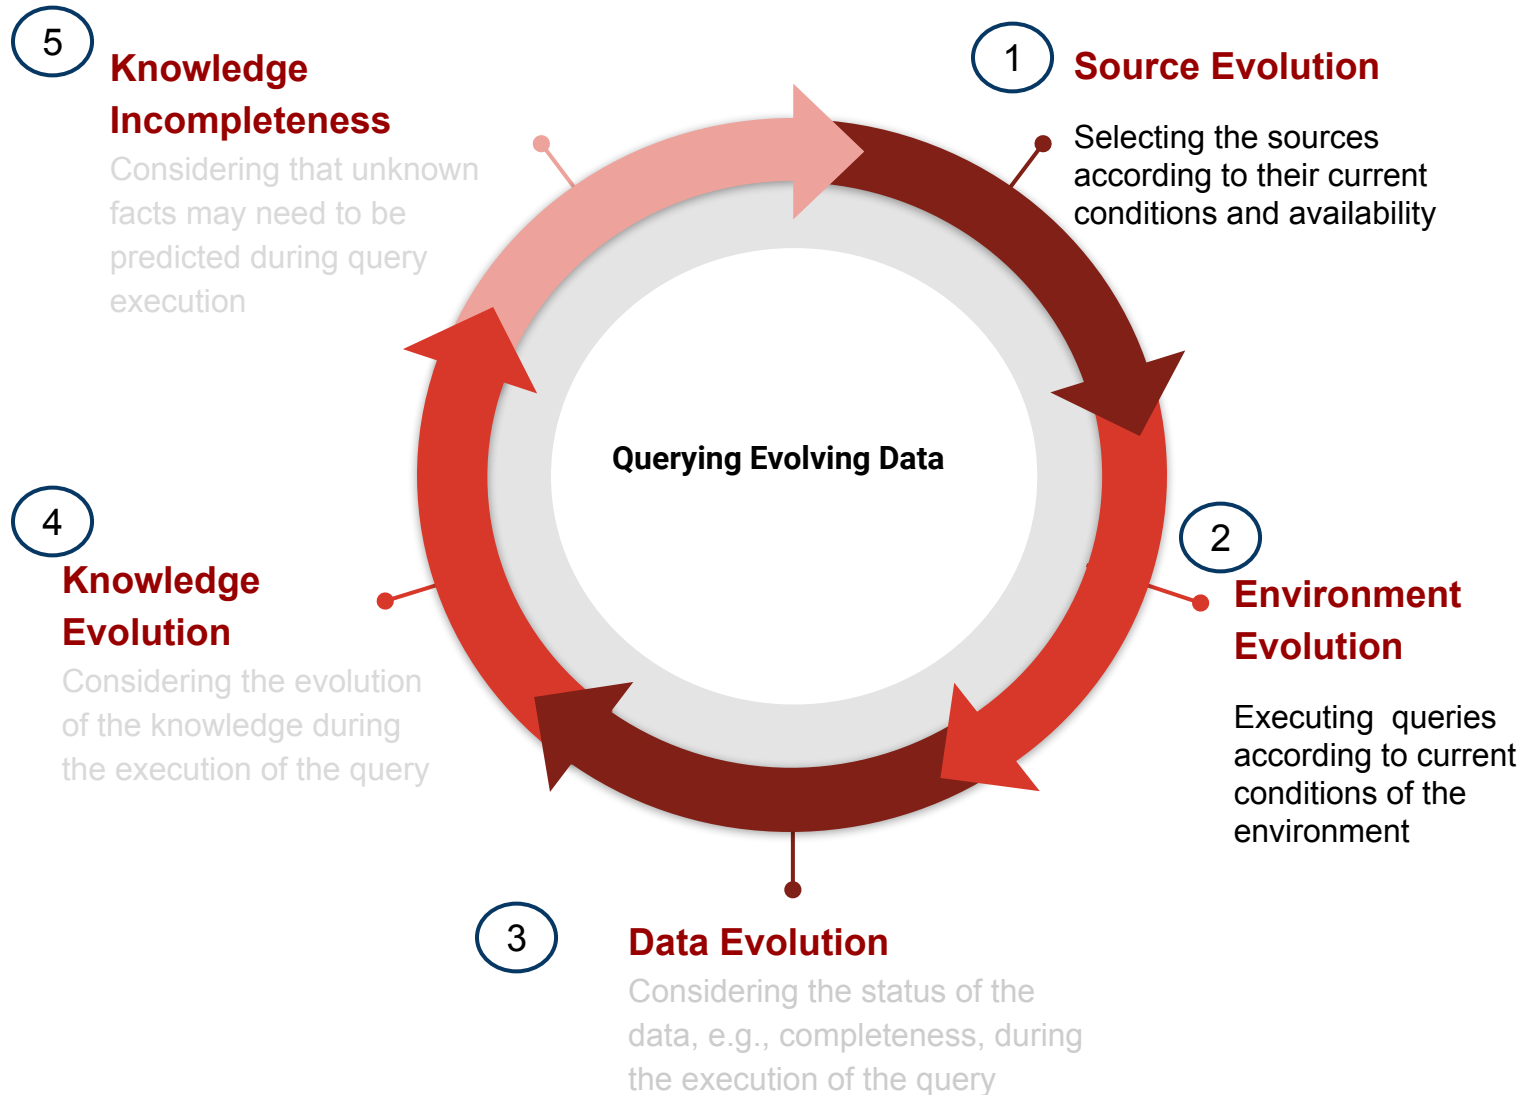 5
Knowledge
Incompleteness
Considering that unknown
facts may need to be
predicted during query
execution
1
Source Evolution
Selecting the sources
according to their current
conditions and availability
Querying Evolving Data
4
Knowledge
Evolution
Considering the evolution
of the knowledge during
the execution of the query
2
Environment
Evolution
Executing  queries
according to current
conditions of the
environment
3
Data Evolution
Considering the status of the
data, e.g., completeness, during
the execution of the query